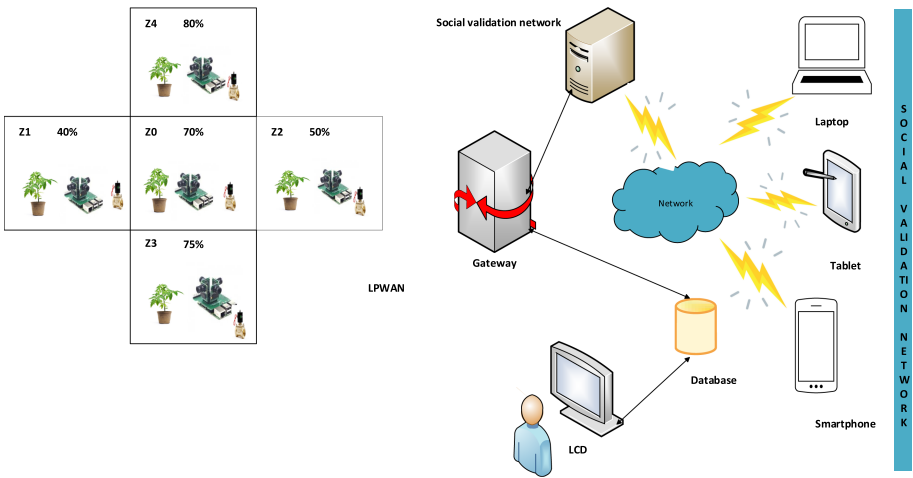 Z4 80%
Z1 40%
Z0 70%
Z2 50%
Z3 75%
LPWAN
Social validation network
Gateway
Network
Database
LCD
Laptop
Tablet
Smartphone
SOCIAL VALIDATION NETWORK